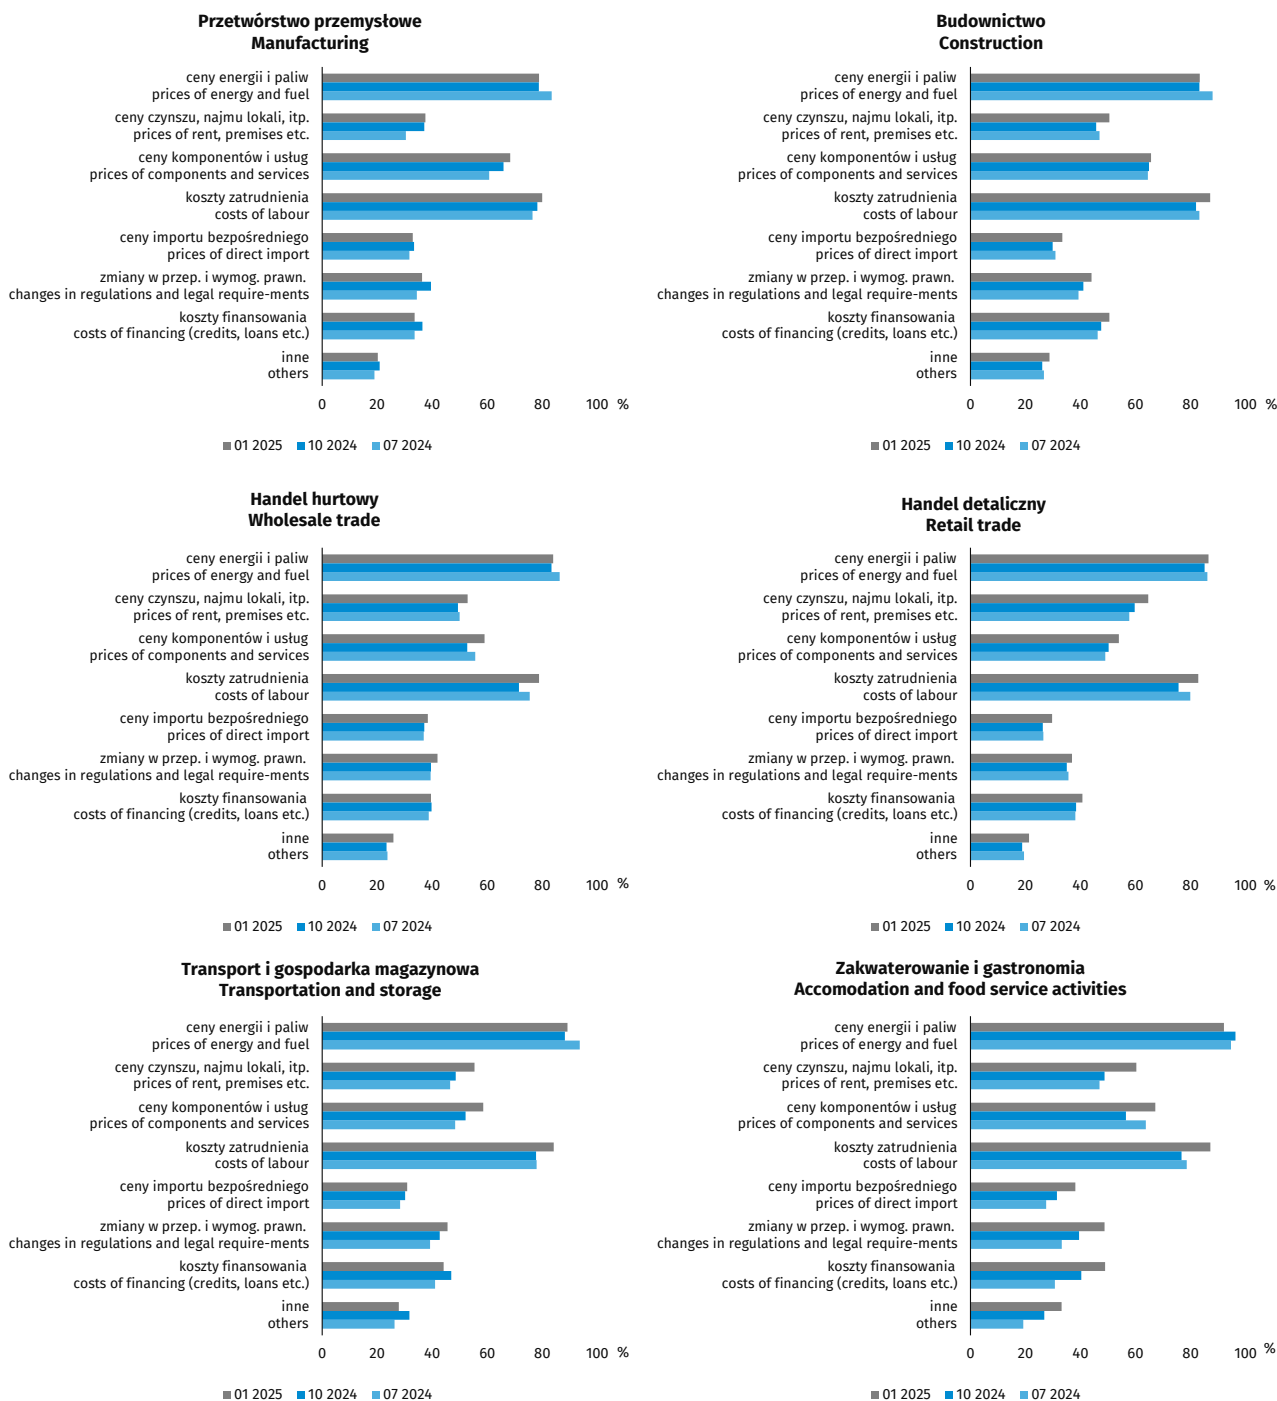 Przetwórstwo przemysłowe
Manufacturing
ceny energii i paliw
prices of energy and fuel
ceny czynszu, najmu lokali, itp.
prices of rent, premises etc.
ceny komponentów i usług
prices of components and services
koszty zatrudnienia
costs of labour
ceny importu bezpośredniego
prices of direct import
zmiany w przep. i wymog. prawn.
changes in regulations and legal require-ments
koszty finansowania
costs of financing (credits, loans etc.)
inne
others
0 20 40 60 80 100 %
01 2025 10 2024 07 2024
Budownictwo
Construction
ceny energii i paliw
prices of energy and fuel
ceny czynszu, najmu lokali, itp.
prices of rent, premises etc.
ceny komponentów i usług
prices of components and services
koszty zatrudnienia
costs of labour
ceny importu bezpośredniego
prices of direct import
zmiany w przep. i wymog. prawn.
changes in regulations and legal require-ments
koszty finansowania
costs of financing (credits, loans etc.)
inne
others
0 20 40 60 80 100 %
01 2025 10 2024 07 2024
Handel hurtowy
Wholesale trade
ceny energii i paliw
prices of energy and fuel
ceny czynszu, najmu lokali, itp.
prices of rent, premises etc.
ceny komponentów i usług
prices of components and services
koszty zatrudnienia
costs of labour
ceny importu bezpośredniego
prices of direct import
zmiany w przep. i wymog. prawn.
changes in regulations and legal require-ments
koszty finansowania
costs of financing (credits, loans etc.)
inne
others
0 20 40 60 80 100 %
01 2025 10 2024 07 2024
Handel detaliczny
Retail trade
ceny energii i paliw
prices of energy and fuel
ceny czynszu, najmu lokali, itp.
prices of rent, premises etc.
ceny komponentów i usług
prices of components and services
koszty zatrudnienia
costs of labour
ceny importu bezpośredniego
prices of direct import
zmiany w przep. i wymog. prawn.
changes in regulations and legal require-ments
koszty finansowania
costs of financing (credits, loans etc.)
inne
others
0 20 40 60 80 100 %
01 2025 10 2024 07 2024
Transport i gospodarka magazynowa
Transportation and storage
ceny energii i paliw
prices of energy and fuel
ceny czynszu, najmu lokali, itp.
prices of rent, premises etc.
ceny komponentów i usług
prices of components and services
koszty zatrudnienia
costs of labour
ceny importu bezpośredniego
prices of direct import
zmiany w przep. i wymog. prawn.
changes in regulations and legal require-ments
koszty finansowania
costs of financing (credits, loans etc.)
inne
others
0 20 40 60 80 100 %
01 2025 10 2024 07 2024
Zakwaterowanie i gastronomia
Accomodation and food service activities
ceny energii i paliw
prices of energy and fuel
ceny czynszu, najmu lokali, itp.
prices of rent, premises etc.
ceny komponentów i usług
prices of components and services
koszty zatrudnienia
costs of labour
ceny importu bezpośredniego
prices of direct import
zmiany w przep. i wymog. prawn.
changes in regulations and legal require-ments
koszty finansowania
costs of financing (credits, loans etc.)
inne
others
0 20 40 60 80 100 %
01 2025 10 2024 07 2024